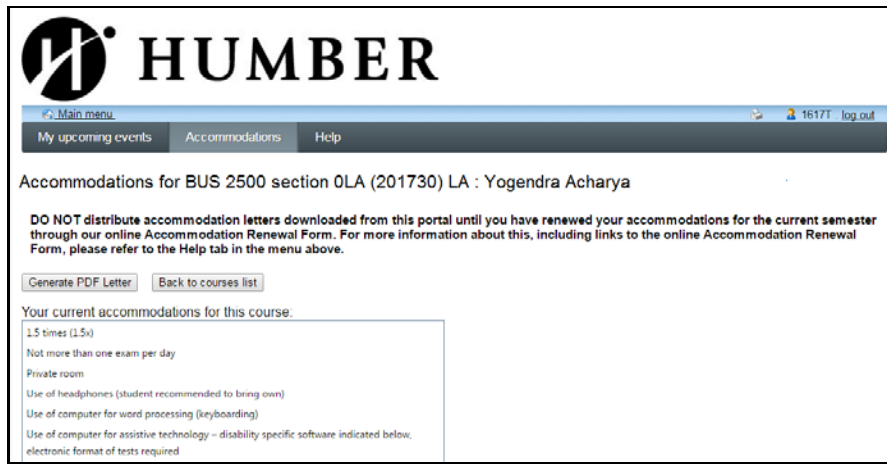 HUMBER
Main menu
1617T log out
My upcoming events Accommodations Help
Accommodations for BUS 2500 section 0LA (201730) LA : Yogendra Acharya
DO NOT distribute accommodation letters downloaded from this portal until you have renewed your accommodations for the current semester
through our online Accommodation Renewal Form. For more information about this, including links to the online Accommodation Renewal
Form, please refer to the Help tab in the menu above.
Generate PDF Letter Back to courses list
Your current accommodations for this course:
1.5 times (1.5x)
Not more than one exam per day
Private room
Use of headphones (student recommended to bring own)
Use of computer for word processing (keyboarding)
Use of computer for assistive technology – disability specific software indicated below,
electronic format of tests required